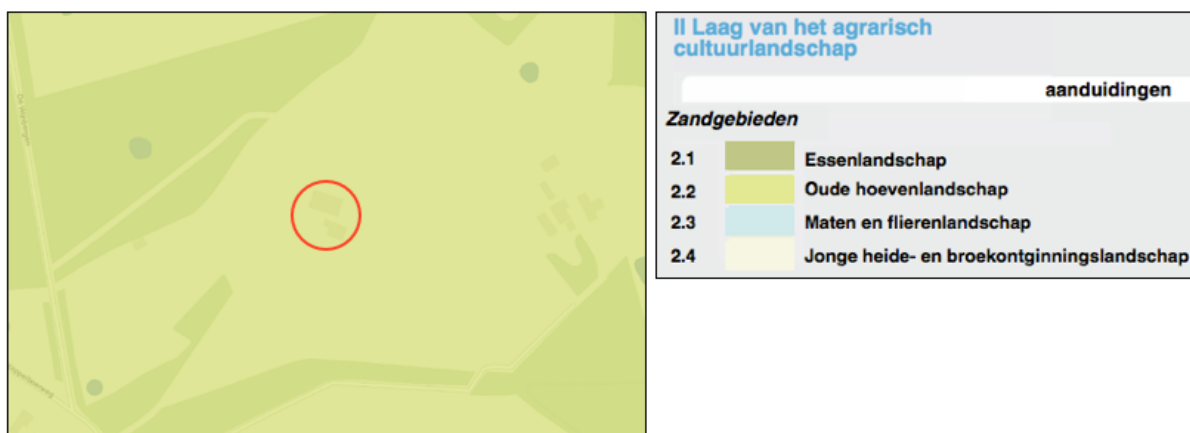 II Laag van het agrarisch
cultuurlandschap
aanduidingen
Zandgebieden
2.1 Essenlandschap
2.2 Oude hoevenlandschap
2.3 Maten en flierenlandschap
2.4 Jonge heide- en broekontginningslandschap